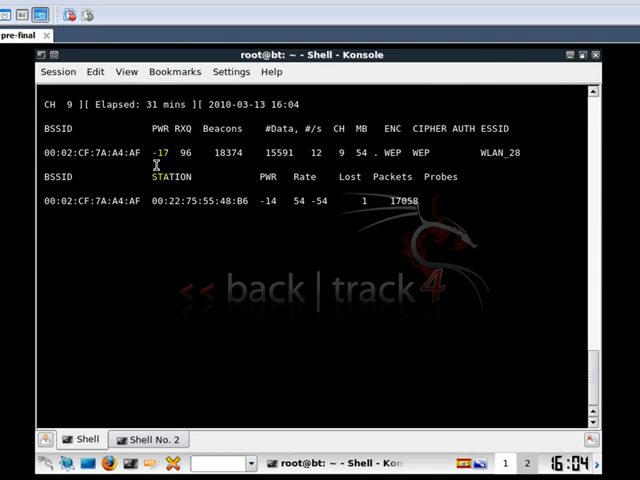 pre-final
root@bt: ~ - Shell - Konsole
Session Edit View Bookmarks Settings Help
CH 9 ][ Elapsed: 31 mins ][ 2010-03-13 16:04
BSSID PWR RXQ Beacons #Data, #/s CH MB ENC CIPHER AUTH ESSID
00:02:CF:7A:A4:AF -17 96 18374 15591 12 9 54 . WEP WEP WLAN_28
BSSID STATION PWR Rate Lost Packets Probes
00:02:CF:7A:A4:AF 00:22:75:55:48:B6 -14 54 -54 1 17058
<< back | track 4
Shell Shell No. 2
root@bt: ~ - Shell - Kon 1 2 16:04